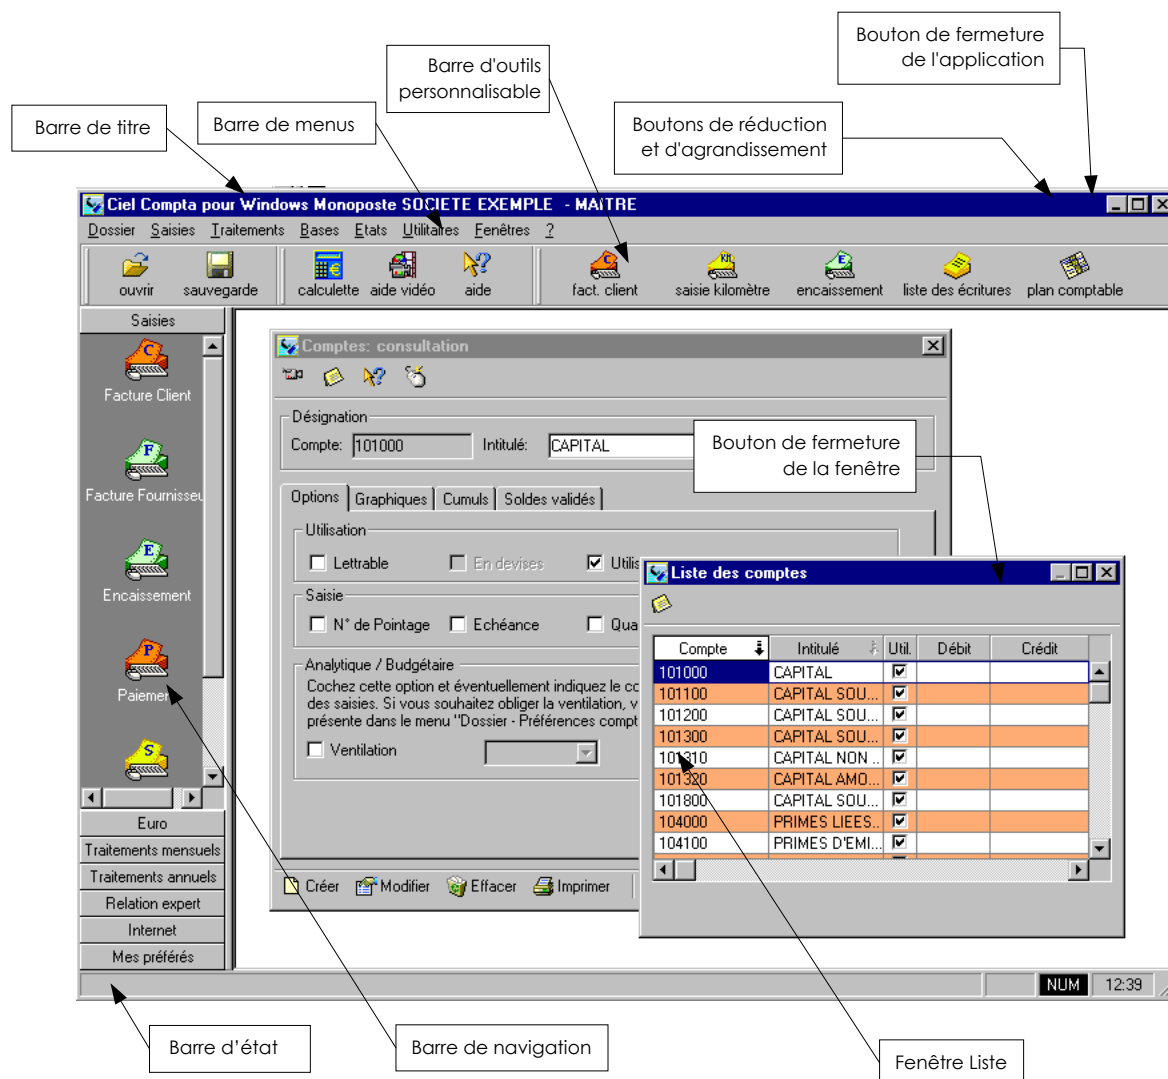 Bouton de fermeture
de l'application
Barre d'outils
personnalisable
Barre de titre
Barre de menus
Boutons de réduction
et d'agrandissement
Ciel Compta pour Windows Monoposte SOCIETE EXEMPLE - MAITRE
Dossier Saisies Traitements Bases Etats Utilitaires Fenêtres ?
ouvrir sauvegarde calculette aide vidéo aide fact. client saisie kilomètre encaissement liste des écritures plan comptable
Saisies
Facture Client
Facture Fournisseu
Encaissement
Paiement
Euro
Traitements mensuels
Traitements annuels
Relation expert
Internet
Mes préférés
Comptes: consultation
Désignation
Compte: 101000 Intitulé: CAPITAL
Bouton de fermeture
de la fenêtre
Options Graphiques Cumuls Soldes validés
Utilisation
Lettrable En devises Utilis
Saisie
N° de Pointage Echéance Qua
Analytique / Budgétaire
Cochez cette option et éventuellement indiquez le co
des saisies. Si vous souhaitez obliger la ventilation, v
présente dans le menu "Dossier - Préférences compt
Ventilation
Créer Modifier Effacer Imprimer
Liste des comptes
Compte Intitulé Util. Débit Crédit
101000 CAPITAL
101100 CAPITAL SOU...
101200 CAPITAL SOU...
101300 CAPITAL SOU...
101310 CAPITAL NON ..
101320 CAPITAL AMO...
101800 CAPITAL SOU...
104000 PRIMES LIEES..
104100 PRIMES D'EMI...
NUM 12:39
Barre d’état
Barre de navigation
Fenêtre Liste